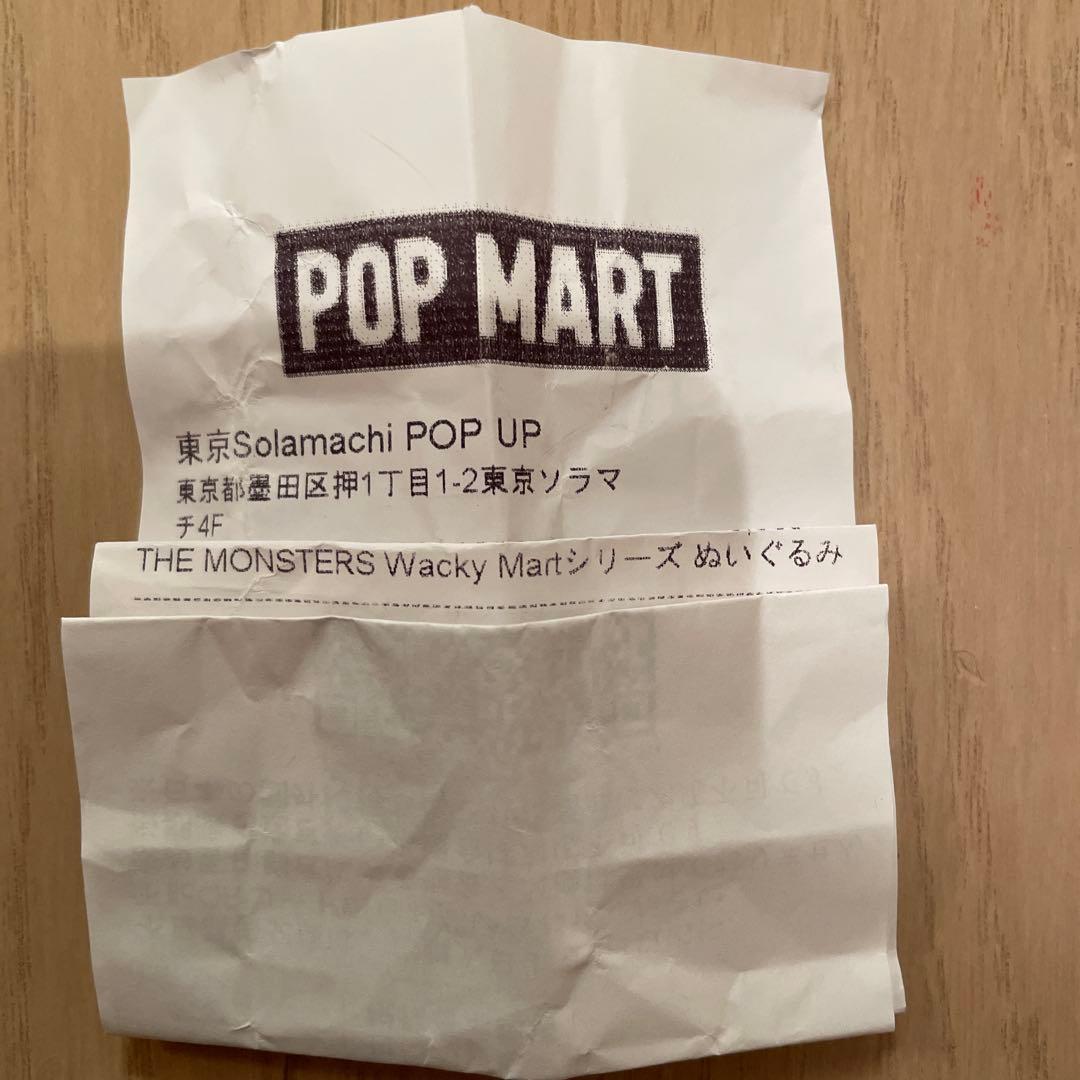 POP MART
東京Solamachi POP UP
東京都墨田区押1丁目1-2東京ソラマ
チ4F
THE MONSTERS Wacky Martシリーズ ぬいぐるみ